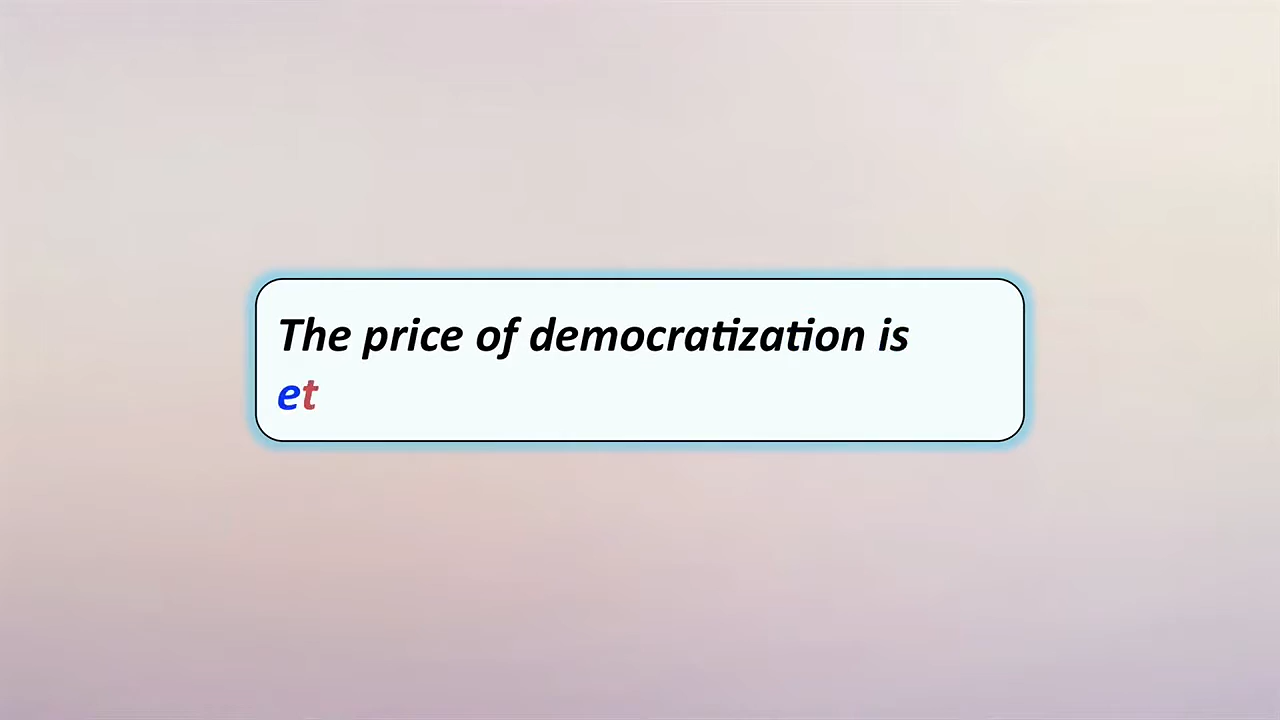 The price of democratization is
et